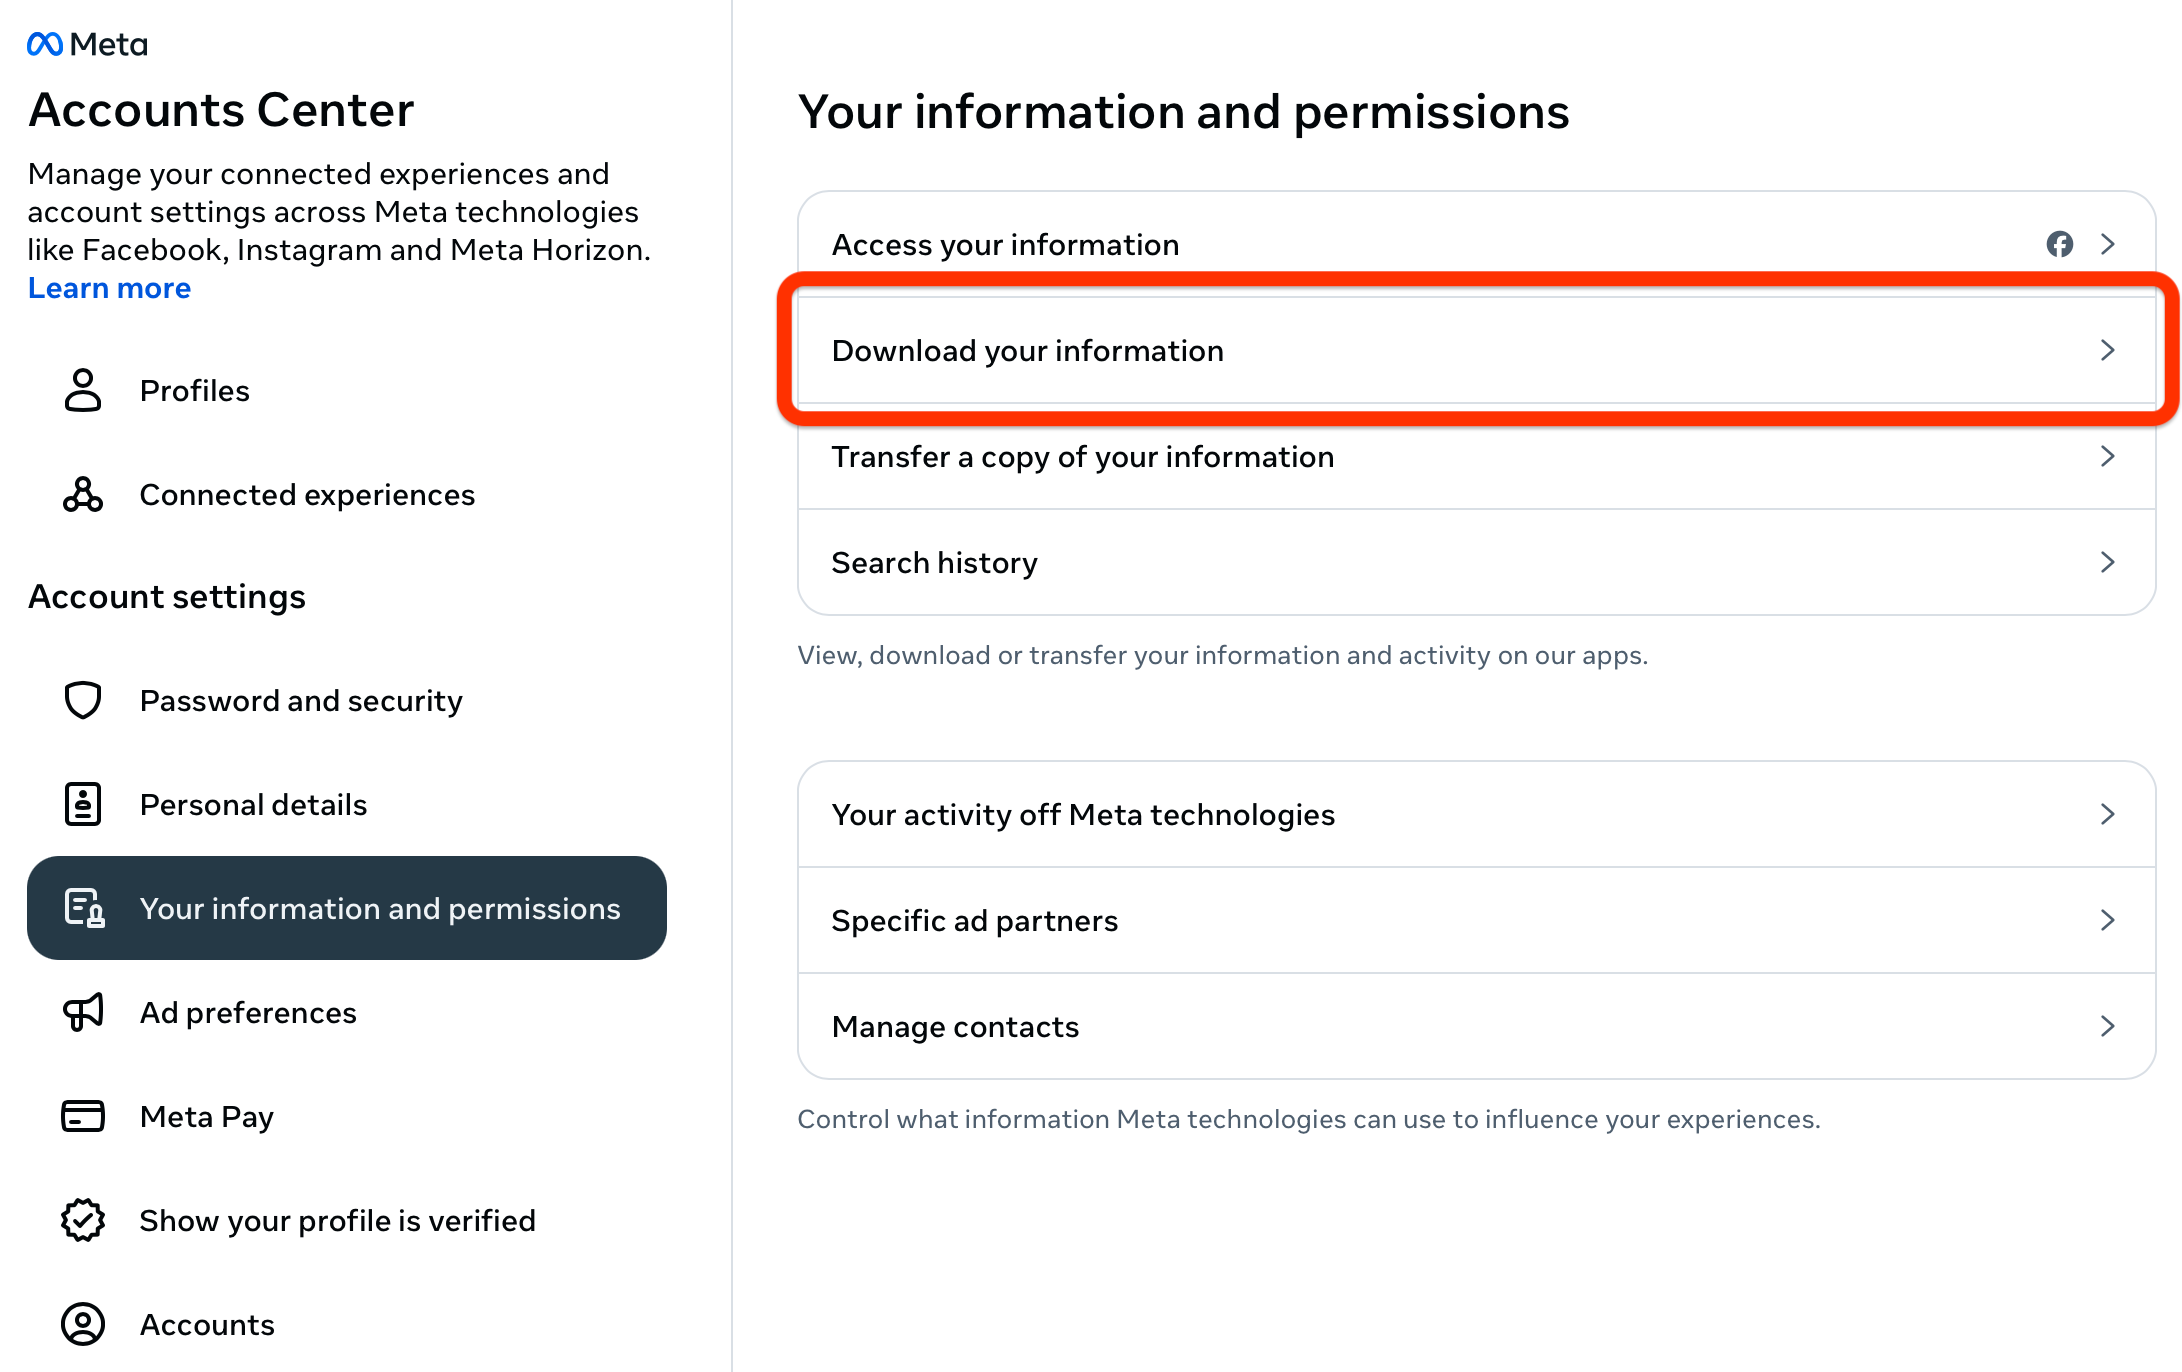 Meta
Accounts Center
Manage your connected experiences and
account settings across Meta technologies
like Facebook, Instagram and Meta Horizon.
Learn more
Profiles
Connected experiences
Account settings
Password and security
Personal details
Your information and permissions
Ad preferences
Meta Pay
Show your profile is verified
Accounts
Your information and permissions
Access your information
Download your information
Transfer a copy of your information
Search history
View, download or transfer your information and activity on our apps.
Your activity off Meta technologies
Specific ad partners
Manage contacts
Control what information Meta technologies can use to influence your experiences.